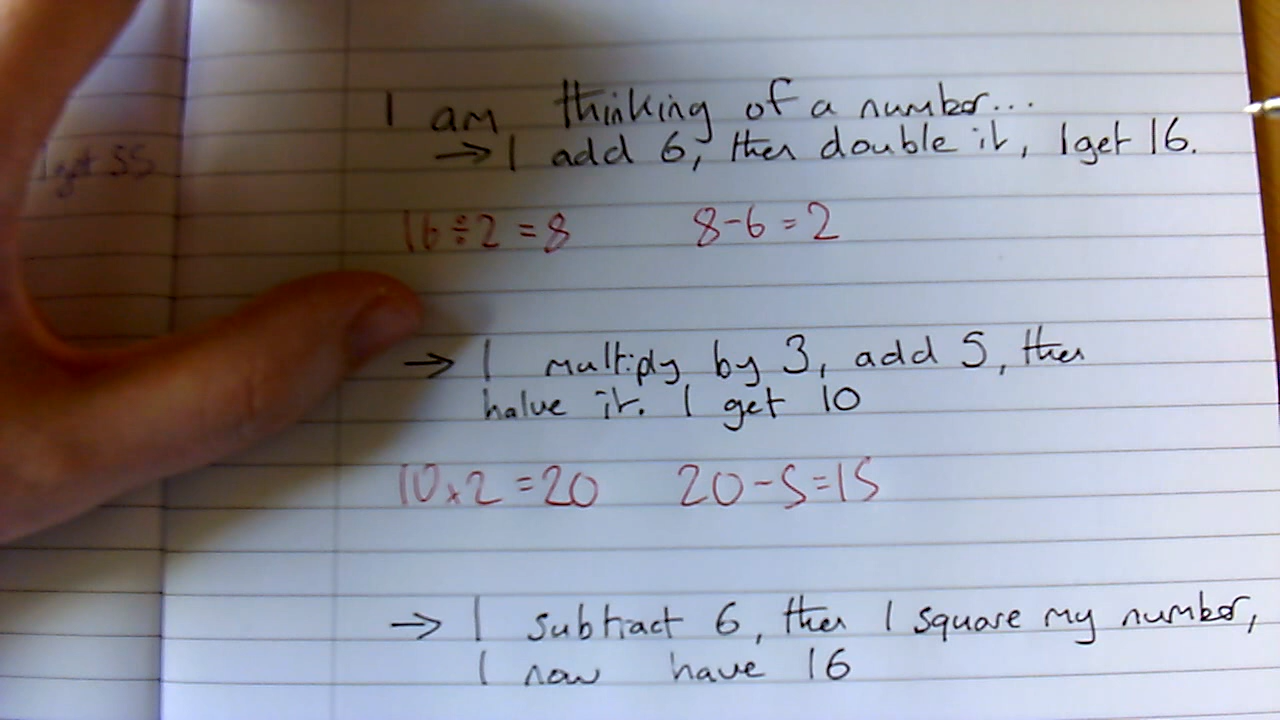 I am thinking of a number...
→ I add 6, then double it, I get 16.
16 ÷ 2 = 8 8 - 6 = 2
→ I multiply by 3, add 5, then
halve it. I get 10
10 x 2 = 20 20 - 5 = 15
→ I subtract 6, then I square my number,
I now have 16
I get 55